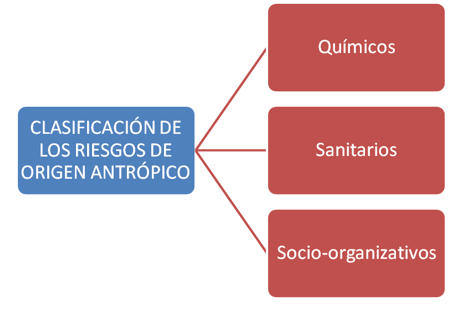 CLASIFICACIÓN DE
LOS RIESGOS DE
ORIGEN ANTRÓPICO
Químicos
Sanitarios
Socio-organizativos